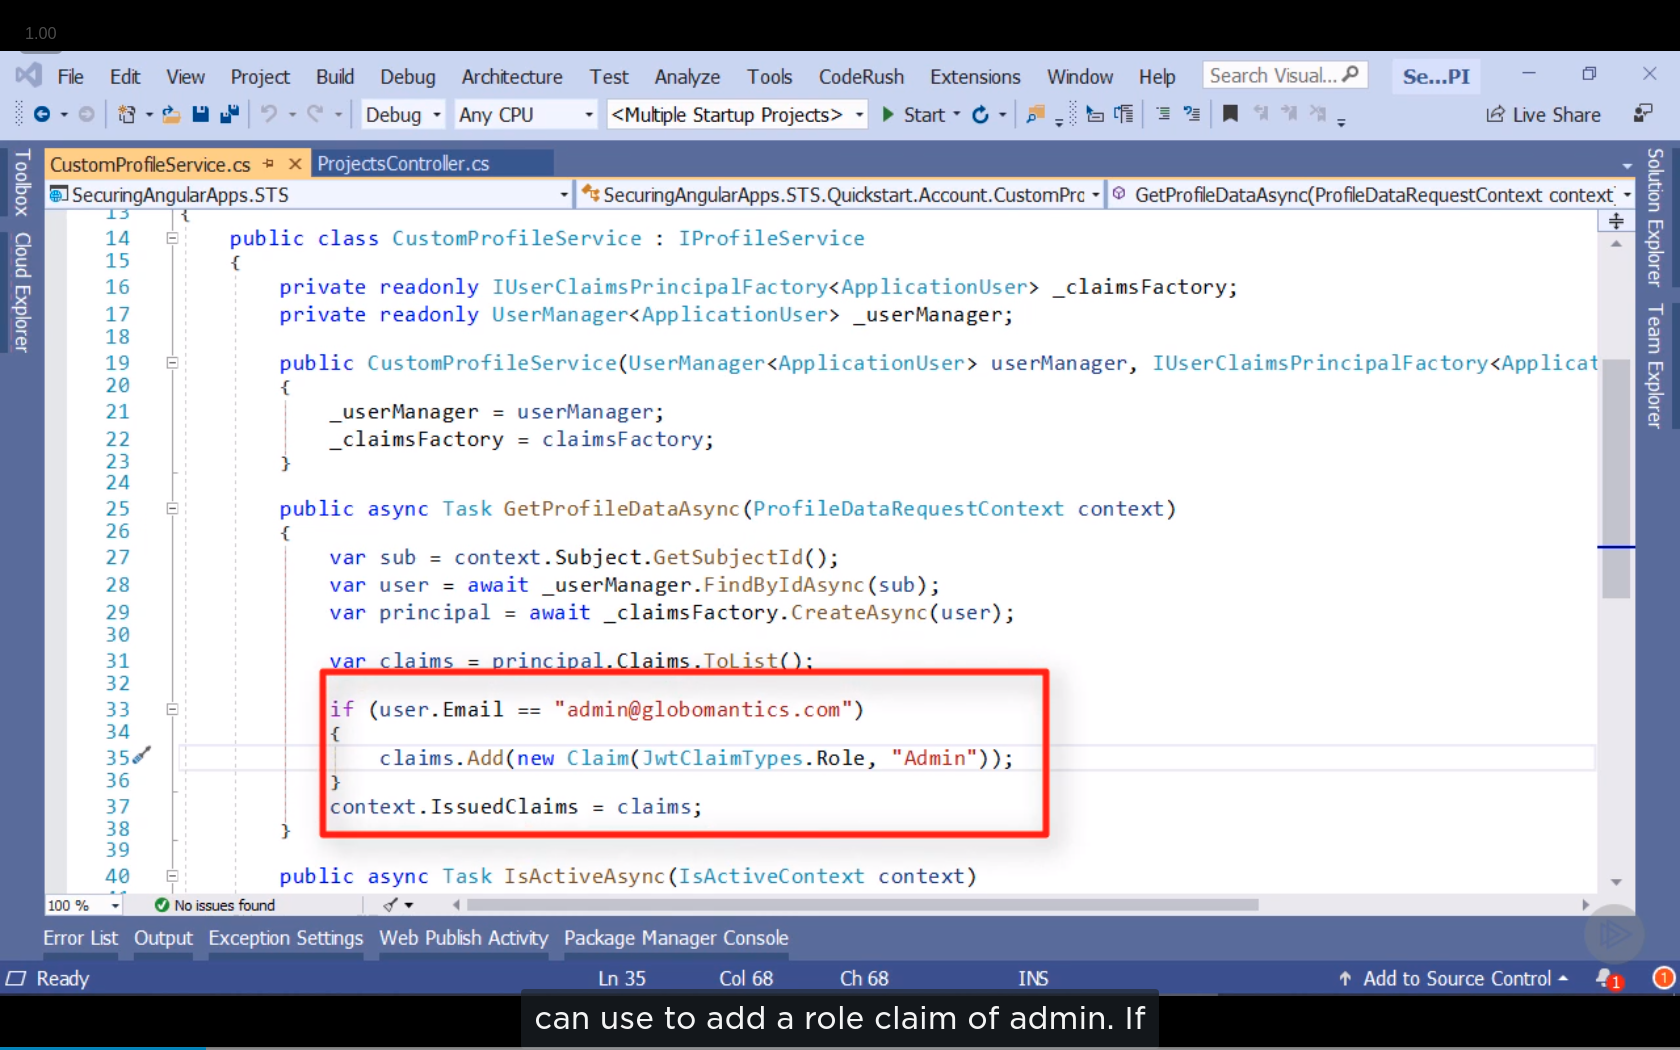 1.00
File Edit View Project Build Debug Architecture Test Analyze Tools CodeRush Extensions Window Help Search Visual... Se...PI
Debug Any CPU <Multiple Startup Projects> Start Live Share
Toolbox
Cloud Explorer
CustomProfileService.cs ProjectsController.cs
SecuringAngularApps.STS SecuringAngularApps.STS.Quickstart.Account.CustomPro GetProfileDataAsync(ProfileDataRequestContext context)
13 {
14 public class CustomProfileService : IProfileService
15 {
16 private readonly IUserClaimsPrincipalFactory<ApplicationUser> _claimsFactory;
17 private readonly UserManager<ApplicationUser> _userManager;
18
19 public CustomProfileService(UserManager<ApplicationUser> userManager, IUserClaimsPrincipalFactory<Applicat
20 {
21 _userManager = userManager;
22 _claimsFactory = claimsFactory;
23 }
24
25 public async Task GetProfileDataAsync(ProfileDataRequestContext context)
26 {
27 var sub = context.Subject.GetSubjectId();
28 var user = await _userManager.FindByIdAsync(sub);
29 var principal = await _claimsFactory.CreateAsync(user);
30
31 var claims = principal.Claims.ToList();
32
33 if (user.Email == "admin@globomantics.com")
34 {
35 claims.Add(new Claim(JwtClaimTypes.Role, "Admin"));
36 }
37 context.IssuedClaims = claims;
38 }
39
40 public async Task IsActiveAsync(IsActiveContext context)
Solution Explorer
Team Explorer
100 % No issues found
Error List Output Exception Settings Web Publish Activity Package Manager Console
Ready Ln 35 Col 68 Ch 68 INS Add to Source Control 1 1
can use to add a role claim of admin. If